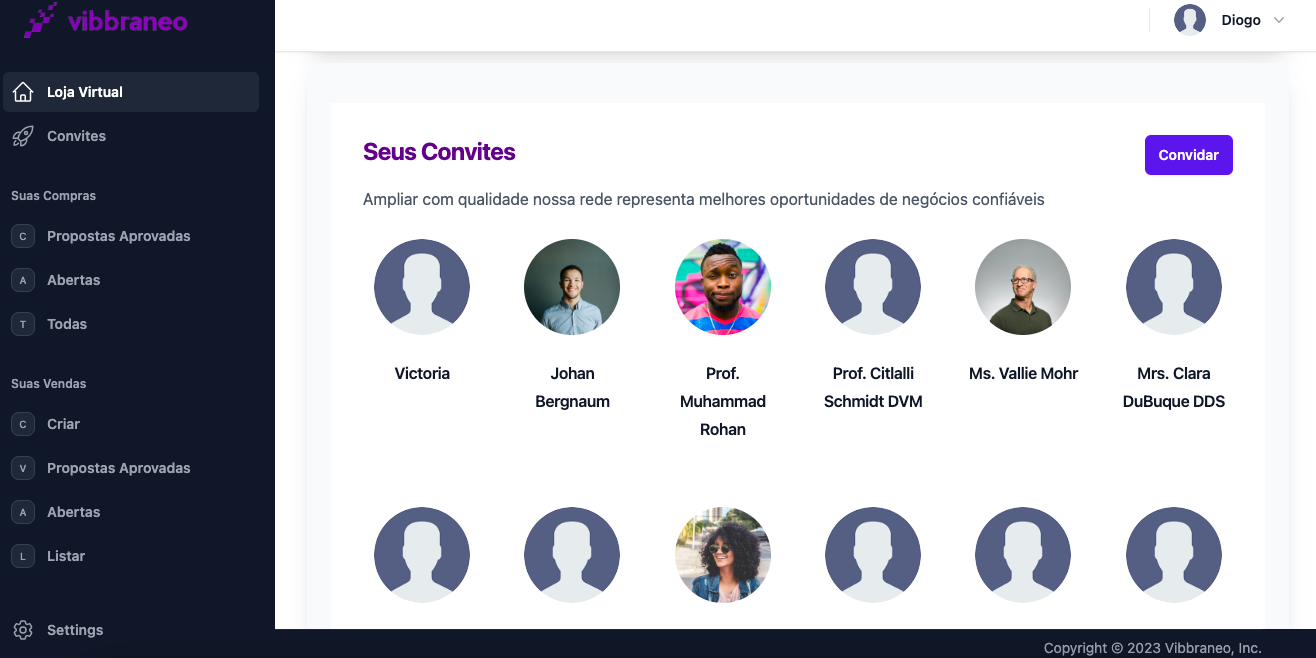 vibbraneo
Diogo
Loja Virtual
Convites
Suas Compras
C Propostas Aprovadas
A Abertas
T Todas
Suas Vendas
C Criar
V Propostas Aprovadas
A Abertas
L Listar
Settings
Seus Convites
Convidar
Ampliar com qualidade nossa rede representa melhores oportunidades de negócios confiáveis
Victoria
Johan
Bergnaum
Prof.
Muhammad
Rohan
Prof. Citlalli
Schmidt DVM
Ms. Vallie Mohr
Mrs. Clara
DuBuque DDS
Copyright © 2023 Vibbraneo, Inc.